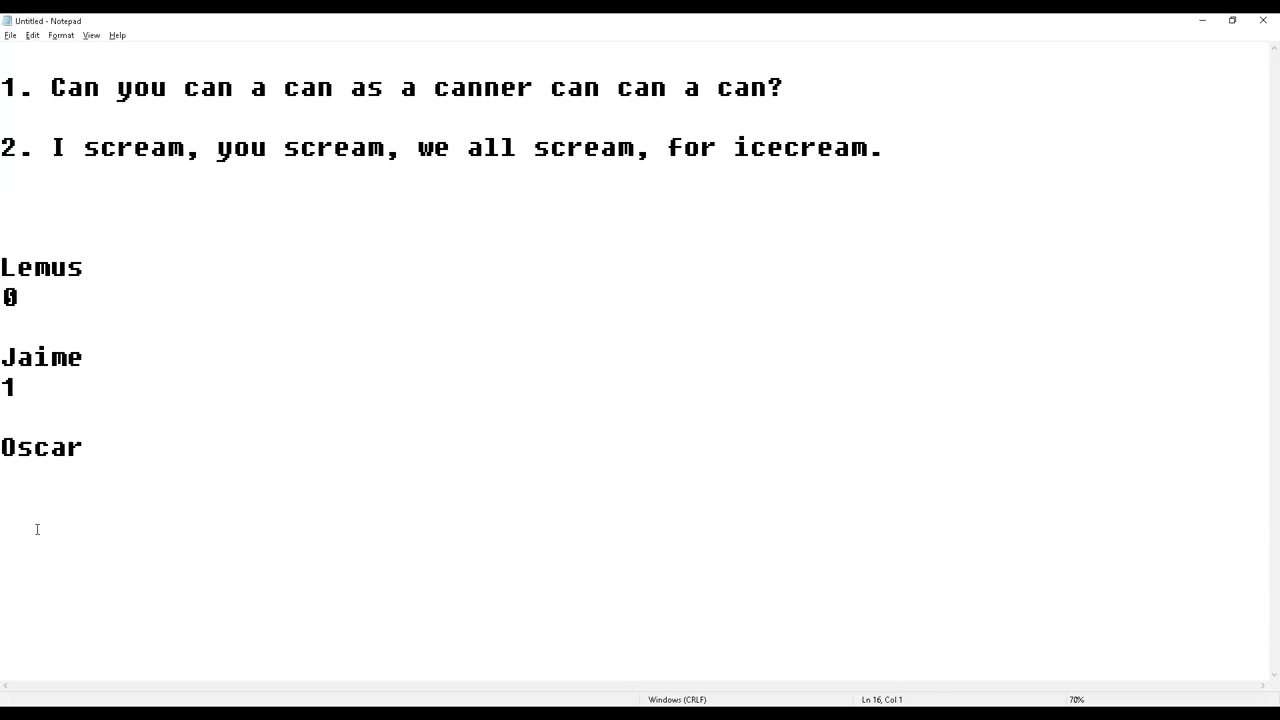 Untitled - Notepad
File Edit Format View Help
1. Can you can a can as a canner can can a can?
2. I scream, you scream, we all scream, for icecream.
Lemus
0
Jaime
1
Oscar
Windows (CRLF) Ln 16, Col 1 70%